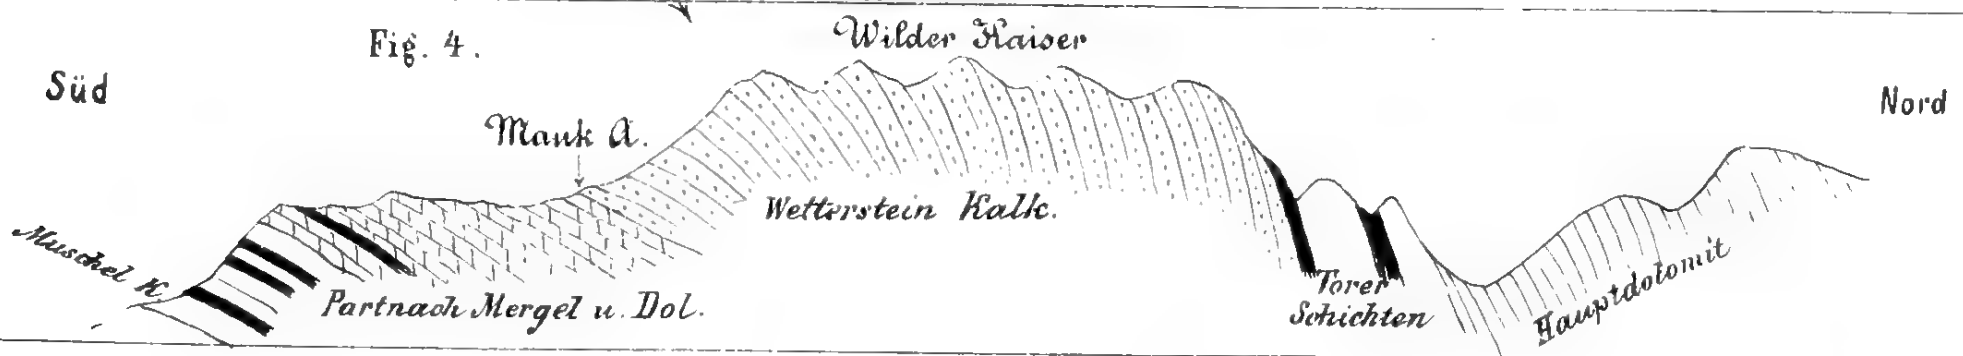 Fig. 4.
Wilder Kaiser
Süd
Nord
Mauk A.
Wetterstein Kalk.
Muschel K
Partnach Mergel u. Dol.
Torer
Schichten
Hauptdolomit